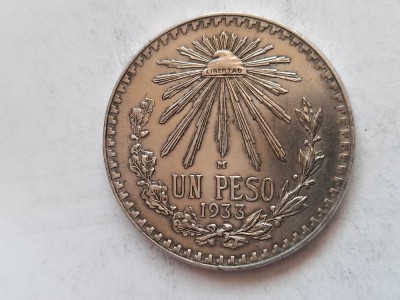 LIBERTAD
M
UN PESO
1933